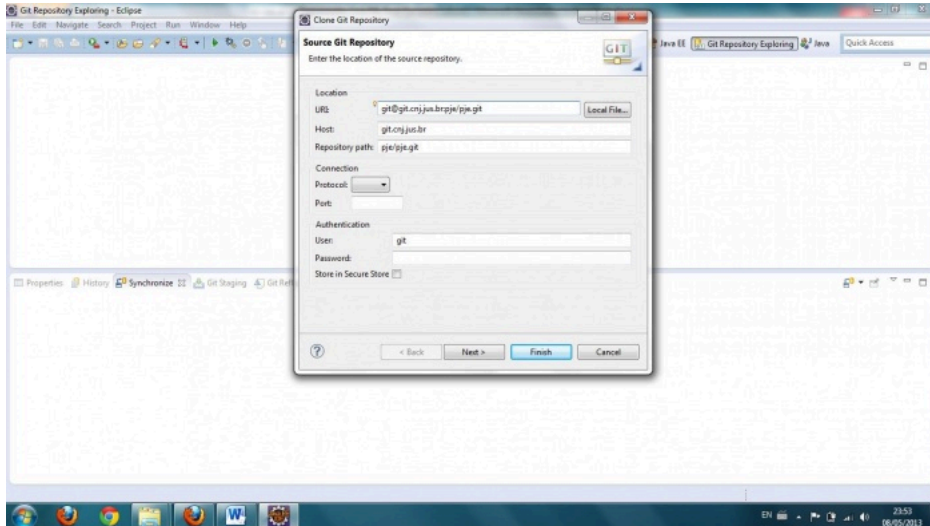 Git Repository Exploring - Eclipse
File Edit Navigate Search Project Run Window Help
Java EE Git Repository Exploring Java Quick Access
Clone Git Repository
Source Git Repository
Enter the location of the source repository.
GIT
Location
URI: git@git.cnj.jus.br:pje/pje.git Local File...
Host: git.cnj.jus.br
Repository path: pje/pje.git
Connection
Protocol:
Port:
Authentication
User: git
Password:
Store in Secure Store
Properties History Synchronize Git Staging Git
< Back Next > Finish Cancel
EN 23:53
08/05/2013